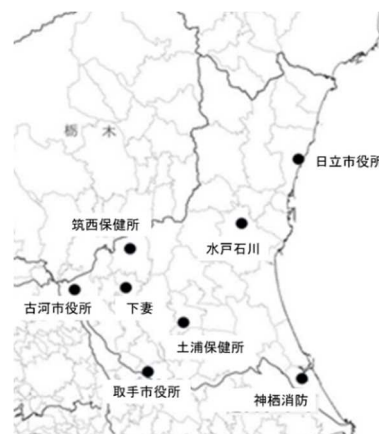 栃 木
日立市役所
筑西保健所
水戸石川
古河市役所
下妻
土浦保健所
取手市役所
神栖消防